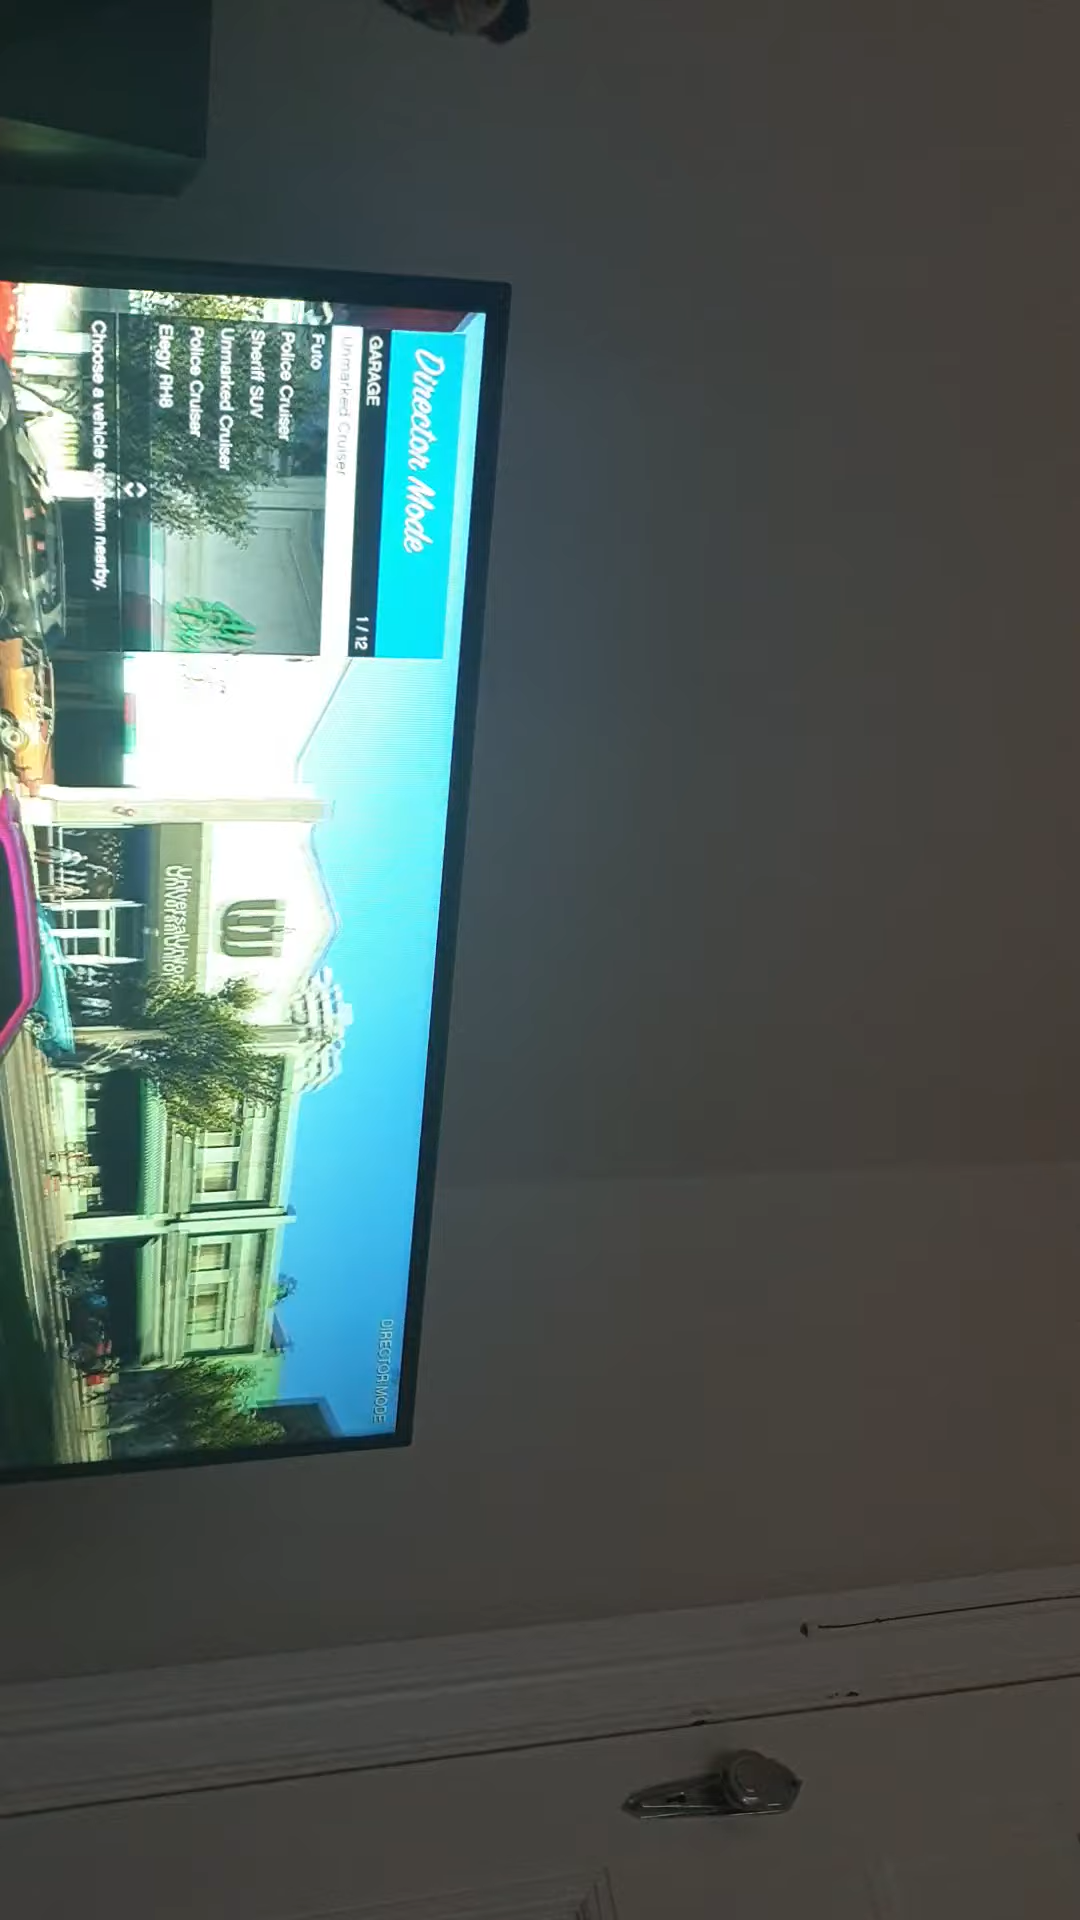 Director Mode
GARAGE 1 / 12
Unmarked Cruiser
Futo
Police Cruiser
Sheriff SUV
Unmarked Cruiser
Police Cruiser
Elegy RH8
Choose a vehicle to spawn nearby.
DIRECTOR MODE